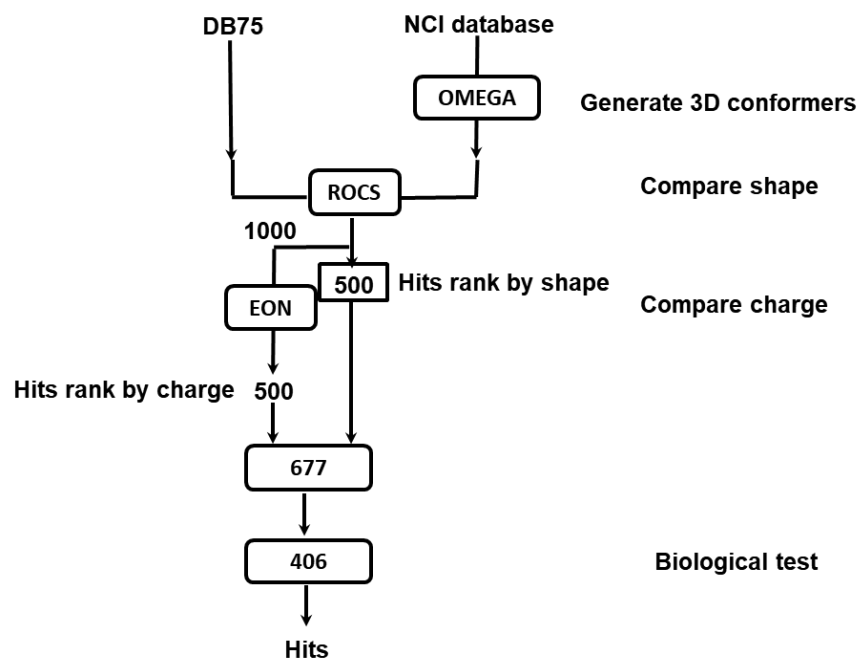 DB75
NCI database
OMEGA
Generate 3D conformers
ROCS
Compare shape
1000
500
Hits rank by shape
EON
Compare charge
Hits rank by charge
500
677
406
Biological test
Hits